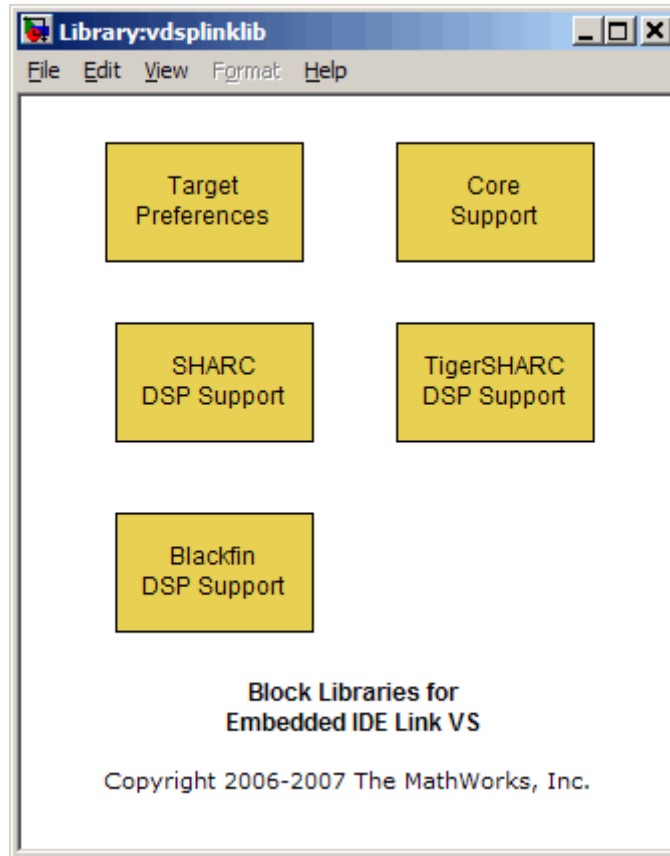 Library:vdsplinklib
File Edit View Format Help
Target
Preferences
Core
Support
SHARC
DSP Support
TigerSHARC
DSP Support
Blackfin
DSP Support
Block Libraries for
Embedded IDE Link VS
Copyright 2006-2007 The MathWorks, Inc.